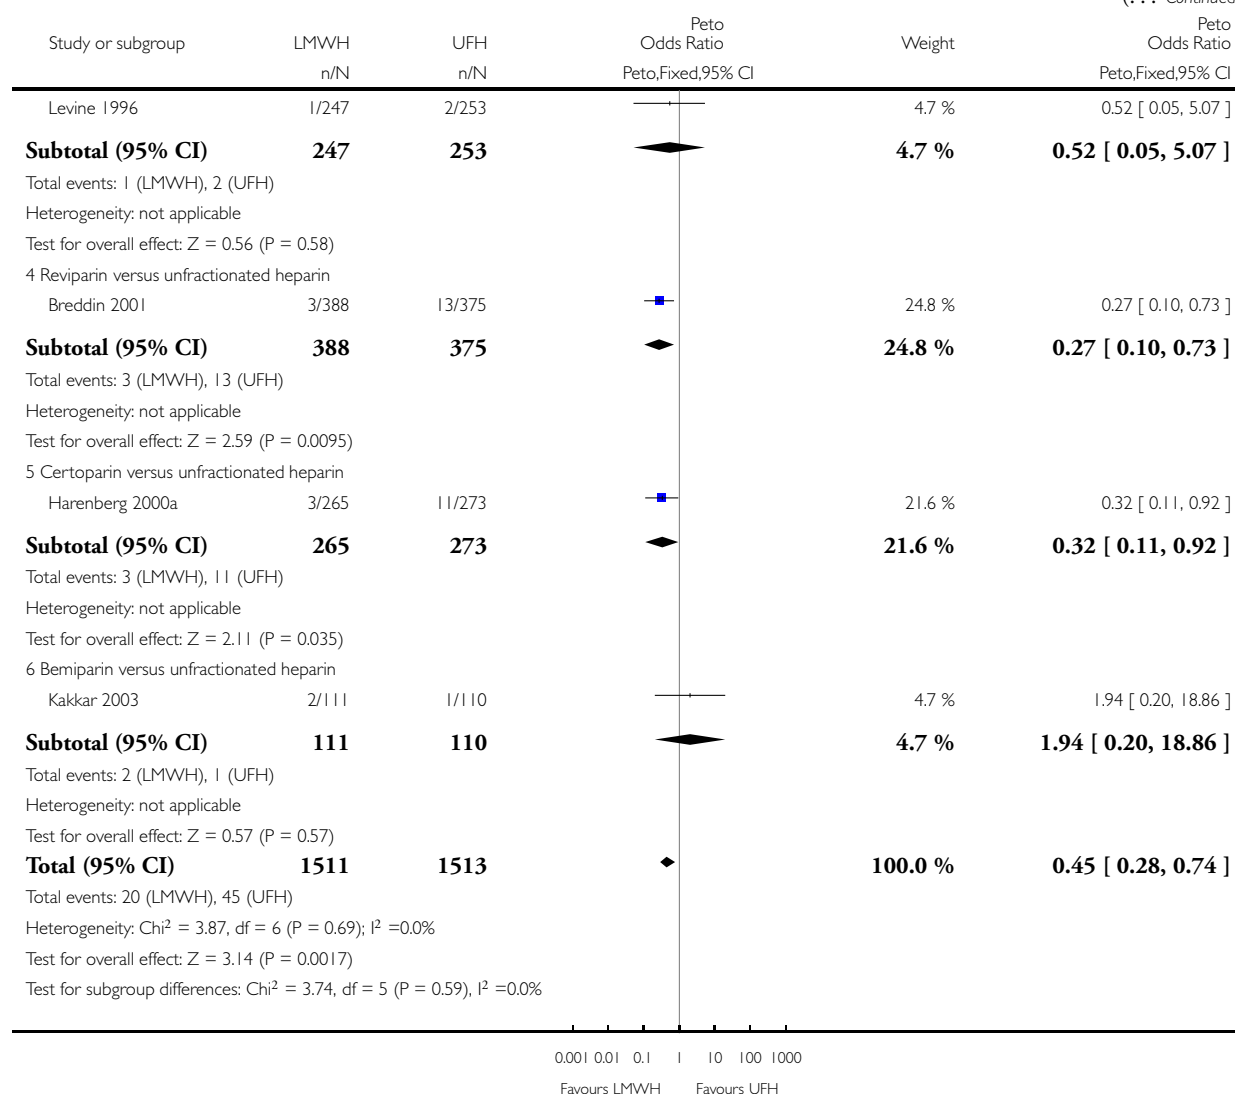 (. . . Continued
Peto Peto
Study or subgroup LMWH UFH Odds Ratio Weight Odds Ratio
n/N n/N Peto,Fixed,95% CI Peto,Fixed,95% CI
Levine 1996 1/247 2/253 4.7 % 0.52 [ 0.05, 5.07 ]
Subtotal (95% CI) 247 253 4.7 % 0.52 [ 0.05, 5.07 ]
Total events: 1 (LMWH), 2 (UFH)
Heterogeneity: not applicable
Test for overall effect: Z = 0.56 (P = 0.58)
4 Reviparin versus unfractionated heparin
Breddin 2001 3/388 13/375 24.8 % 0.27 [ 0.10, 0.73 ]
Subtotal (95% CI) 388 375 24.8 % 0.27 [ 0.10, 0.73 ]
Total events: 3 (LMWH), 13 (UFH)
Heterogeneity: not applicable
Test for overall effect: Z = 2.59 (P = 0.0095)
5 Certoparin versus unfractionated heparin
Harenberg 2000a 3/265 11/273 21.6 % 0.32 [ 0.11, 0.92 ]
Subtotal (95% CI) 265 273 21.6 % 0.32 [ 0.11, 0.92 ]
Total events: 3 (LMWH), 11 (UFH)
Heterogeneity: not applicable
Test for overall effect: Z = 2.11 (P = 0.035)
6 Bemiparin versus unfractionated heparin
Kakkar 2003 2/111 1/110 4.7 % 1.94 [ 0.20, 18.86 ]
Subtotal (95% CI) 111 110 4.7 % 1.94 [ 0.20, 18.86 ]
Total events: 2 (LMWH), 1 (UFH)
Heterogeneity: not applicable
Test for overall effect: Z = 0.57 (P = 0.57)
Total (95% CI) 1511 1513 100.0 % 0.45 [ 0.28, 0.74 ]
Total events: 20 (LMWH), 45 (UFH)
Heterogeneity: Chi² = 3.87, df = 6 (P = 0.69); I² =0.0%
Test for overall effect: Z = 3.14 (P = 0.0017)
Test for subgroup differences: Chi² = 3.74, df = 5 (P = 0.59), I² =0.0%
0.001 0.01 0.1 1 10 100 1000
Favours LMWH Favours UFH